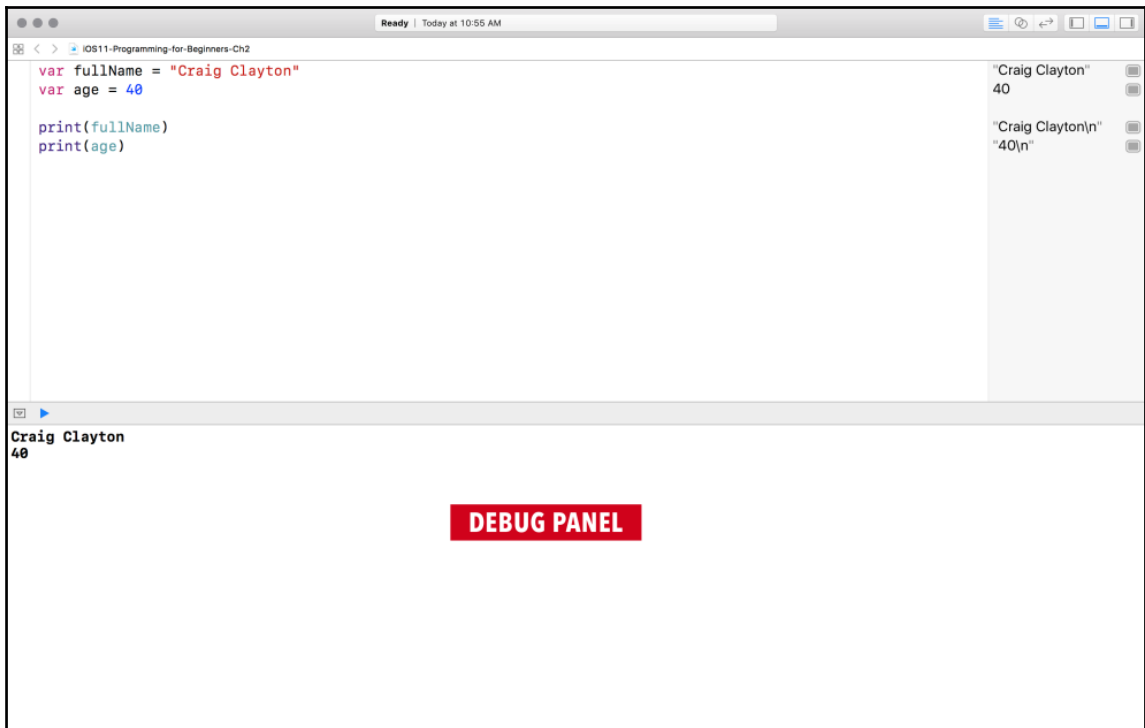 Ready | Today at 10:55 AM
iOS11-Programming-for-Beginners-Ch2
var fullName = "Craig Clayton"
"Craig Clayton"
var age = 40
40
print(fullName)
"Craig Clayton\n"
print(age)
"40\n"
Craig Clayton
40
DEBUG PANEL